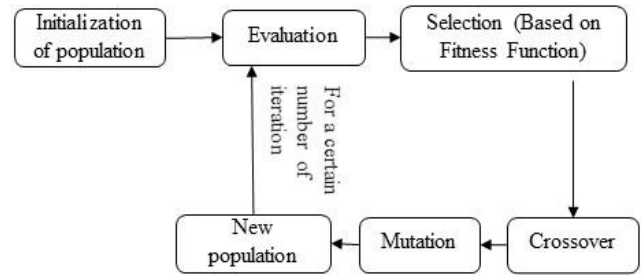 Initialization
of population
Evaluation
Selection (Based on
Fitness Function)
For a certain
number of
iteration
New
population
Mutation
Crossover